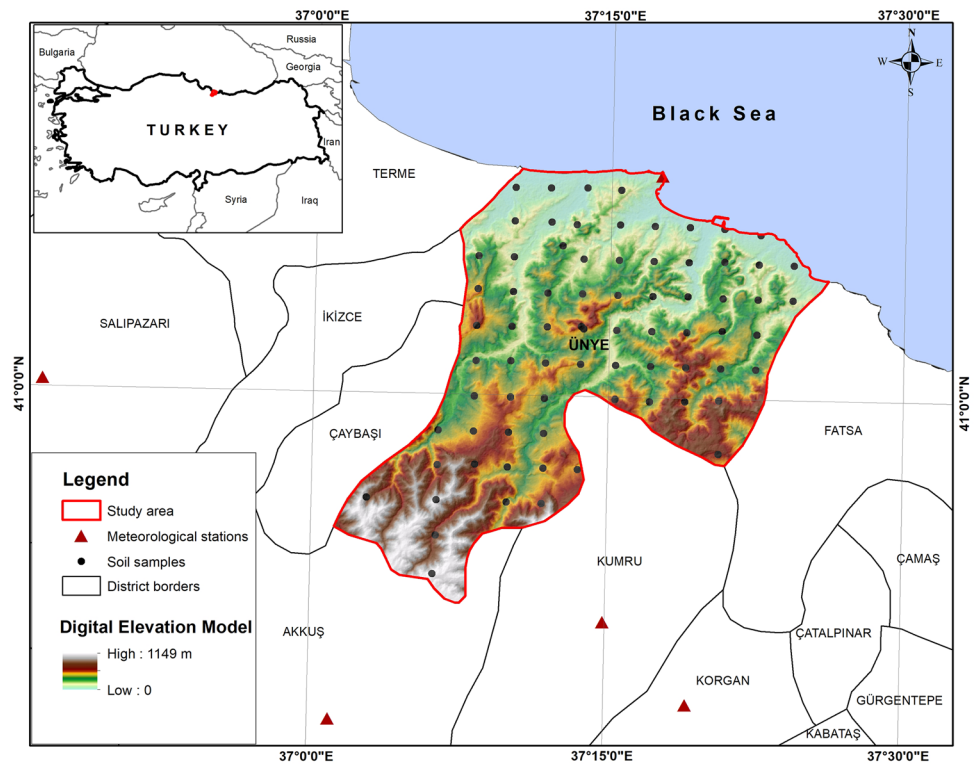 37°0'0"E
37°15'0"E
37°30'0"E
Bulgaria
Russia
Georgia
TURKEY
Iran
Syria
Iraq
N
W
E
S
Black Sea
TERME
SALIPAZARI
İKİZCE
ÜNYE
41°0'0"N
41°0'0"N
ÇAYBAŞI
FATSA
Legend
Study area
Meteorological stations
Soil samples
District borders
Digital Elevation Model
High : 1149 m
Low : 0
KUMRU
ÇAMAŞ
AKKUŞ
ÇATALPINAR
KORGAN
GÜRGENTEPE
KABATAŞ
37°0'0"E
37°15'0"E
37°30'0"E